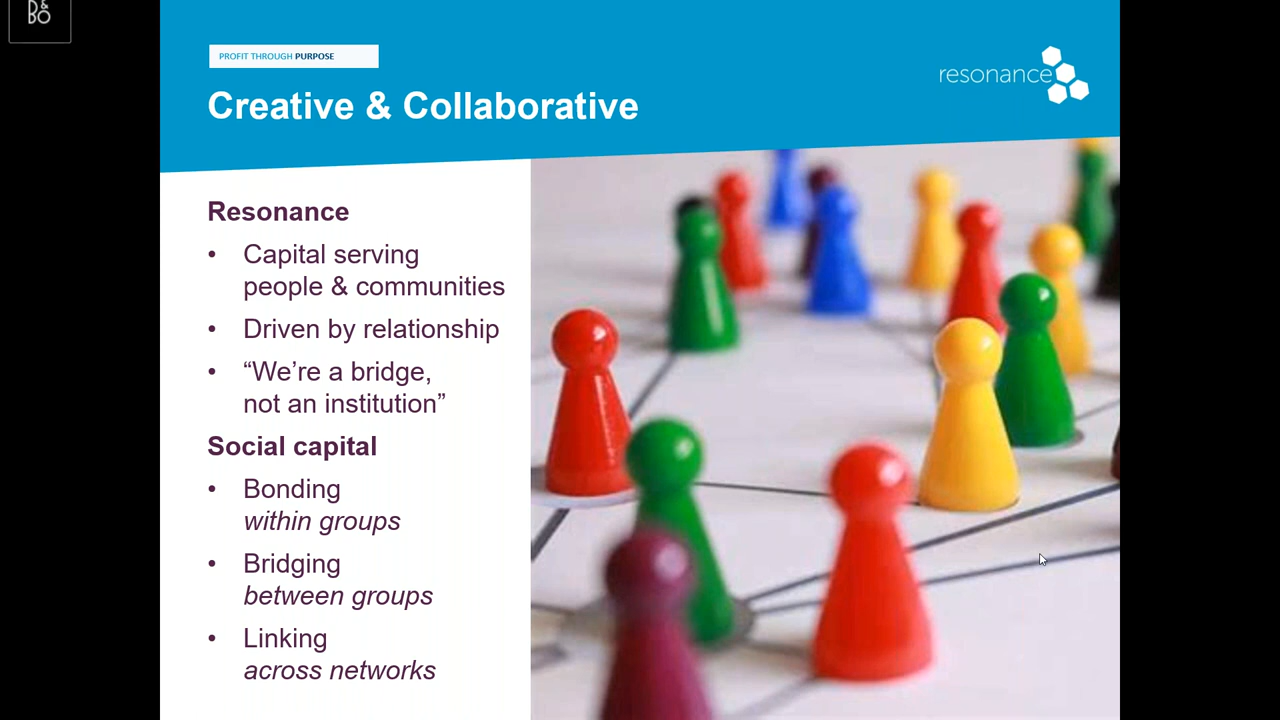 D&
BO
PROFIT THROUGH PURPOSE
resonance
Creative & Collaborative
Resonance
• Capital serving
people & communities
• Driven by relationship
• “We’re a bridge,
not an institution”
Social capital
• Bonding
within groups
• Bridging
between groups
• Linking
across networks